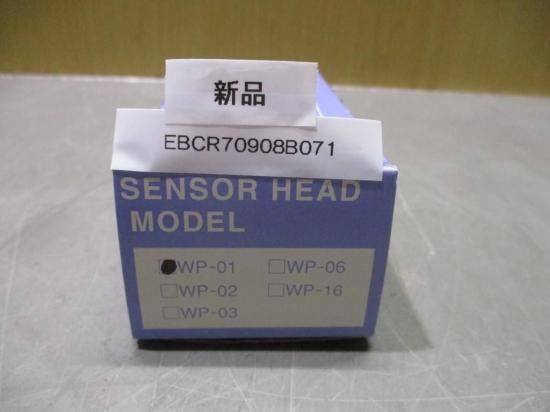 新品
EBCR70908B071
SENSOR HEAD
MODEL
WP-01 WP-06
WP-02 WP-16
WP-03